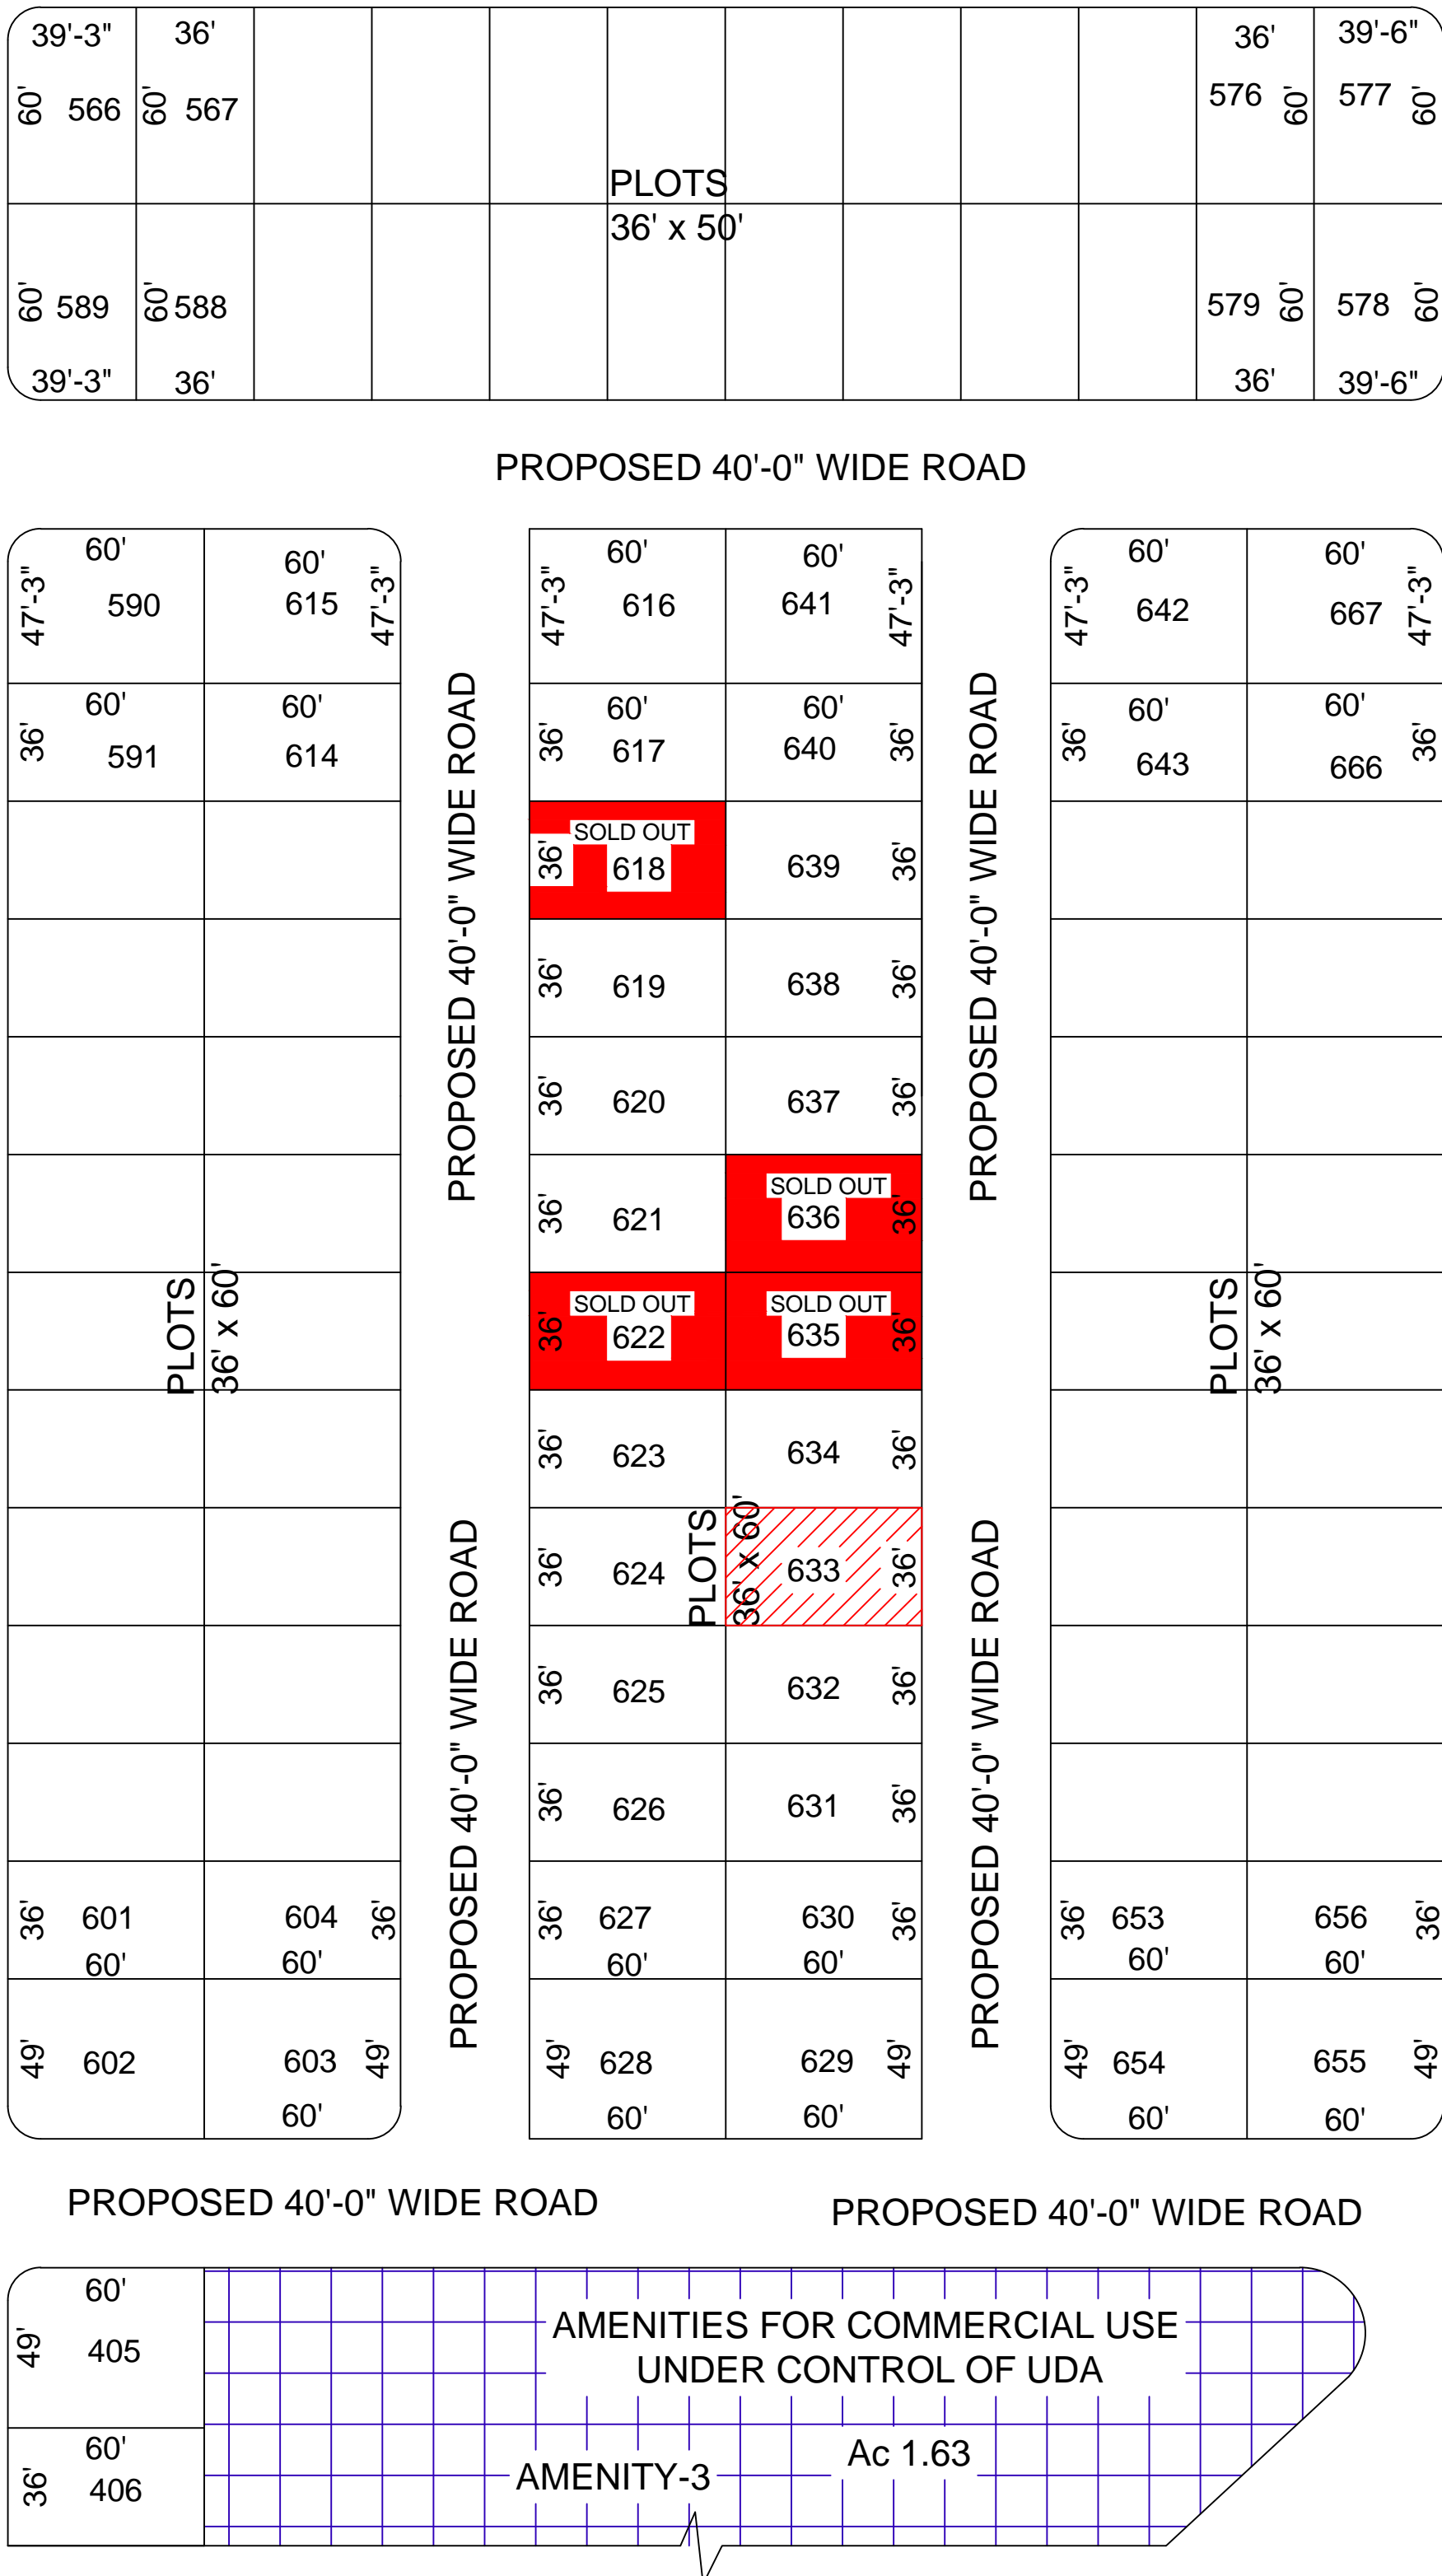 39'-3" 36' 36' 39'-6"
60' 566 60' 567 576 60' 577 60'
PLOTS
36' x 50'
60' 589 60' 588 579 60' 578 60'
39'-3" 36' 36' 39'-6"
PROPOSED 40'-0" WIDE ROAD
60' 60' 60' 60' 60' 60'
47'-3" 590 615 47'-3" 47'-3" 616 641 47'-3" 47'-3" 642 667 47'-3"
60' 60' 60' 60' 60' 60'
36' 591 614 36' 617 640 36' 36' 643 666 36'
PROPOSED 40'-0" WIDE ROAD
PROPOSED 40'-0" WIDE ROAD
SOLD OUT
36' 618 639 36'
36' 619 638 36'
36' 620 637 36'
SOLD OUT
36' 621 636 36'
SOLD OUT SOLD OUT
36' 622 635 36'
PLOTS
36' x 60'
PLOTS
36' x 60'
36' 623 634 36'
PLOTS
36' x 60'
36' 624 633 36'
36' 625 632 36'
36' 626 631 36'
PROPOSED 40'-0" WIDE ROAD
PROPOSED 40'-0" WIDE ROAD
36' 601 604 36' 36' 627 630 36' 36' 653 656 36'
60' 60' 60' 60' 60' 60'
49' 602 603 49' 49' 628 629 49' 49' 654 655 49'
60' 60' 60' 60' 60'
PROPOSED 40'-0" WIDE ROAD PROPOSED 40'-0" WIDE ROAD
60'
49' 405
60'
36' 406
AMENITIES FOR COMMERCIAL USE
UNDER CONTROL OF UDA
Ac 1.63
AMENITY-3